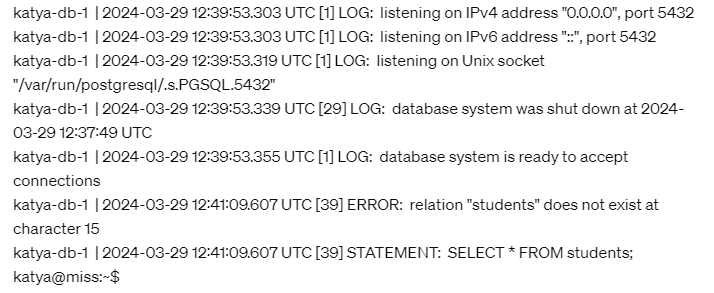 katya-db-1 | 2024-03-29 12:39:53.303 UTC [1] LOG: listening on IPv4 address "0.0.0.0", port 5432
katya-db-1 | 2024-03-29 12:39:53.303 UTC [1] LOG: listening on IPv6 address "::", port 5432
katya-db-1 | 2024-03-29 12:39:53.319 UTC [1] LOG: listening on Unix socket
"/var/run/postgresql/.s.PGSQL.5432"
katya-db-1 | 2024-03-29 12:39:53.339 UTC [29] LOG: database system was shut down at 2024-
03-29 12:37:49 UTC
katya-db-1 | 2024-03-29 12:39:53.355 UTC [1] LOG: database system is ready to accept
connections
katya-db-1 | 2024-03-29 12:41:09.607 UTC [39] ERROR: relation "students" does not exist at
character 15
katya-db-1 | 2024-03-29 12:41:09.607 UTC [39] STATEMENT: SELECT * FROM students;
katya@miss:~$